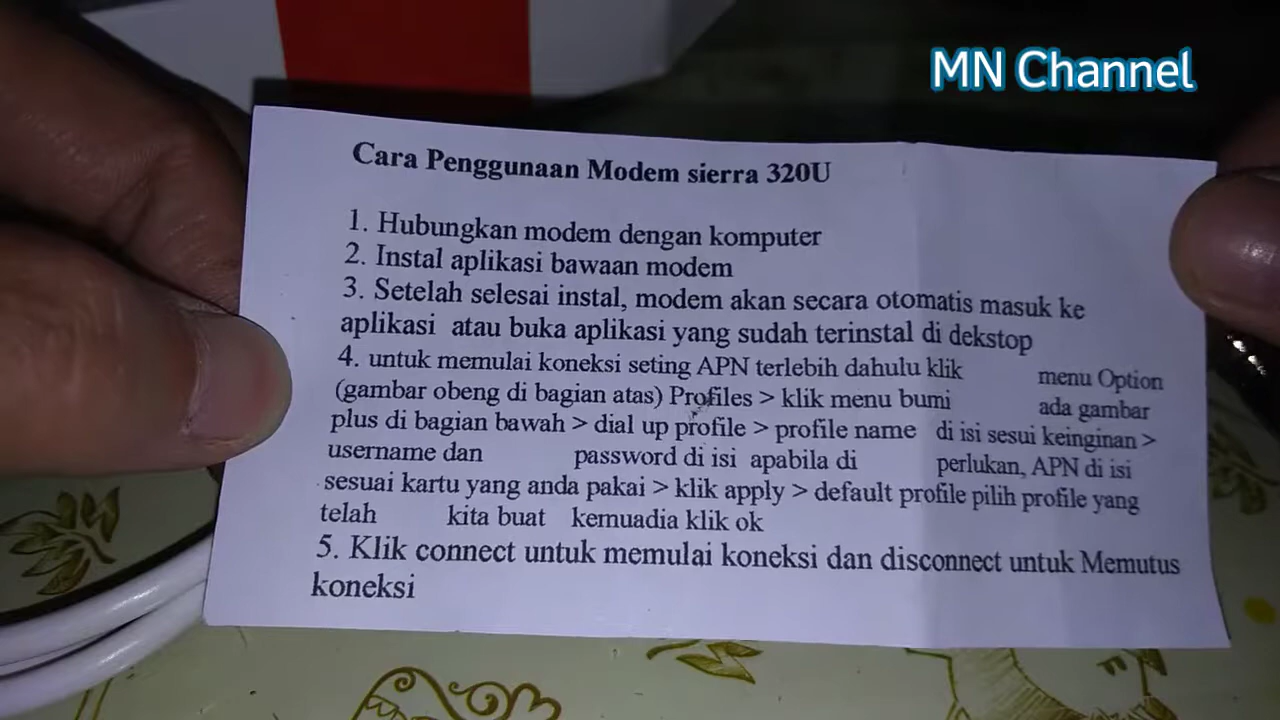 MN Channel
Cara Penggunaan Modem sierra 320U
1. Hubungkan modem dengan komputer
2. Instal aplikasi bawaan modem
3. Setelah selesai instal, modem akan secara otomatis masuk ke
aplikasi atau buka aplikasi yang sudah terinstal di dekstop
4. untuk memulai koneksi seting APN terlebih dahulu klik menu Option
(gambar obeng di bagian atas) Profiles > klik menu bumi ada gambar
plus di bagian bawah > dial up profile > profile name di isi sesui keinginan >
username dan password di isi apabila di perlukan, APN di isi
sesuai kartu yang anda pakai > klik apply > default profile pilih profile yang
telah kita buat kemuadia klik ok
5. Klik connect untuk memulai koneksi dan disconnect untuk Memutus
koneksi